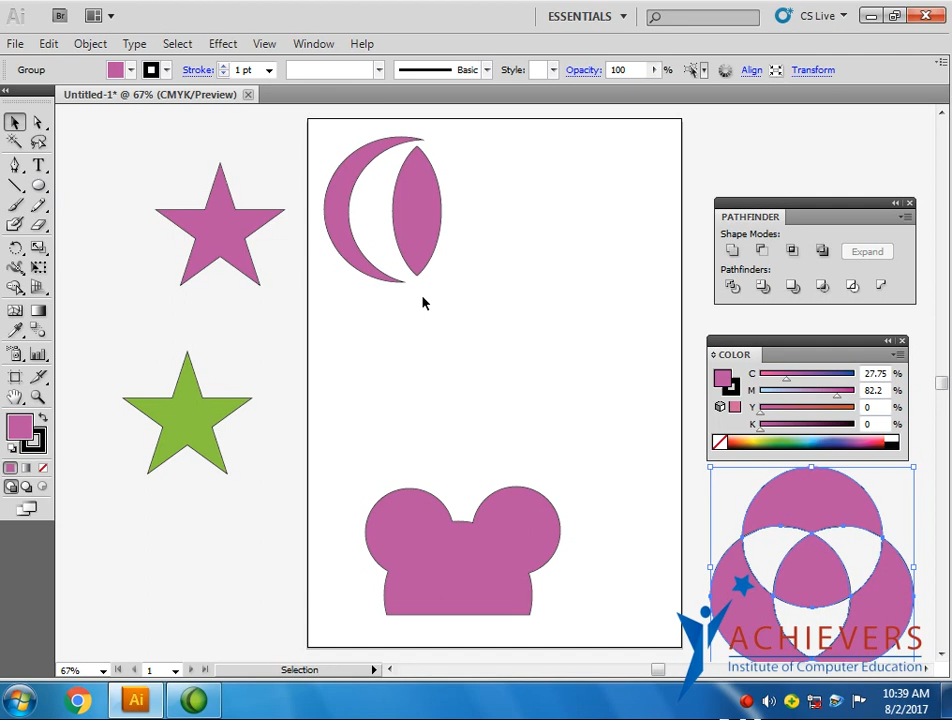 Ai
Br
ESSENTIALS
CS Live
File Edit Object Type Select Effect View Window Help
Group
Stroke: 1 pt
Basic
Style:
Opacity: 100 %
Align
Transform
Untitled-1* @ 67% (CMYK/Preview)
PATHFINDER
Shape Modes:
Expand
Pathfinders:
COLOR
C 27.75 %
M 82.2 %
Y 0 %
K 0 %
ACHIEVERS
Institute of Computer Education
67%
1
Selection
Ai
10:39 AM
8/2/2017